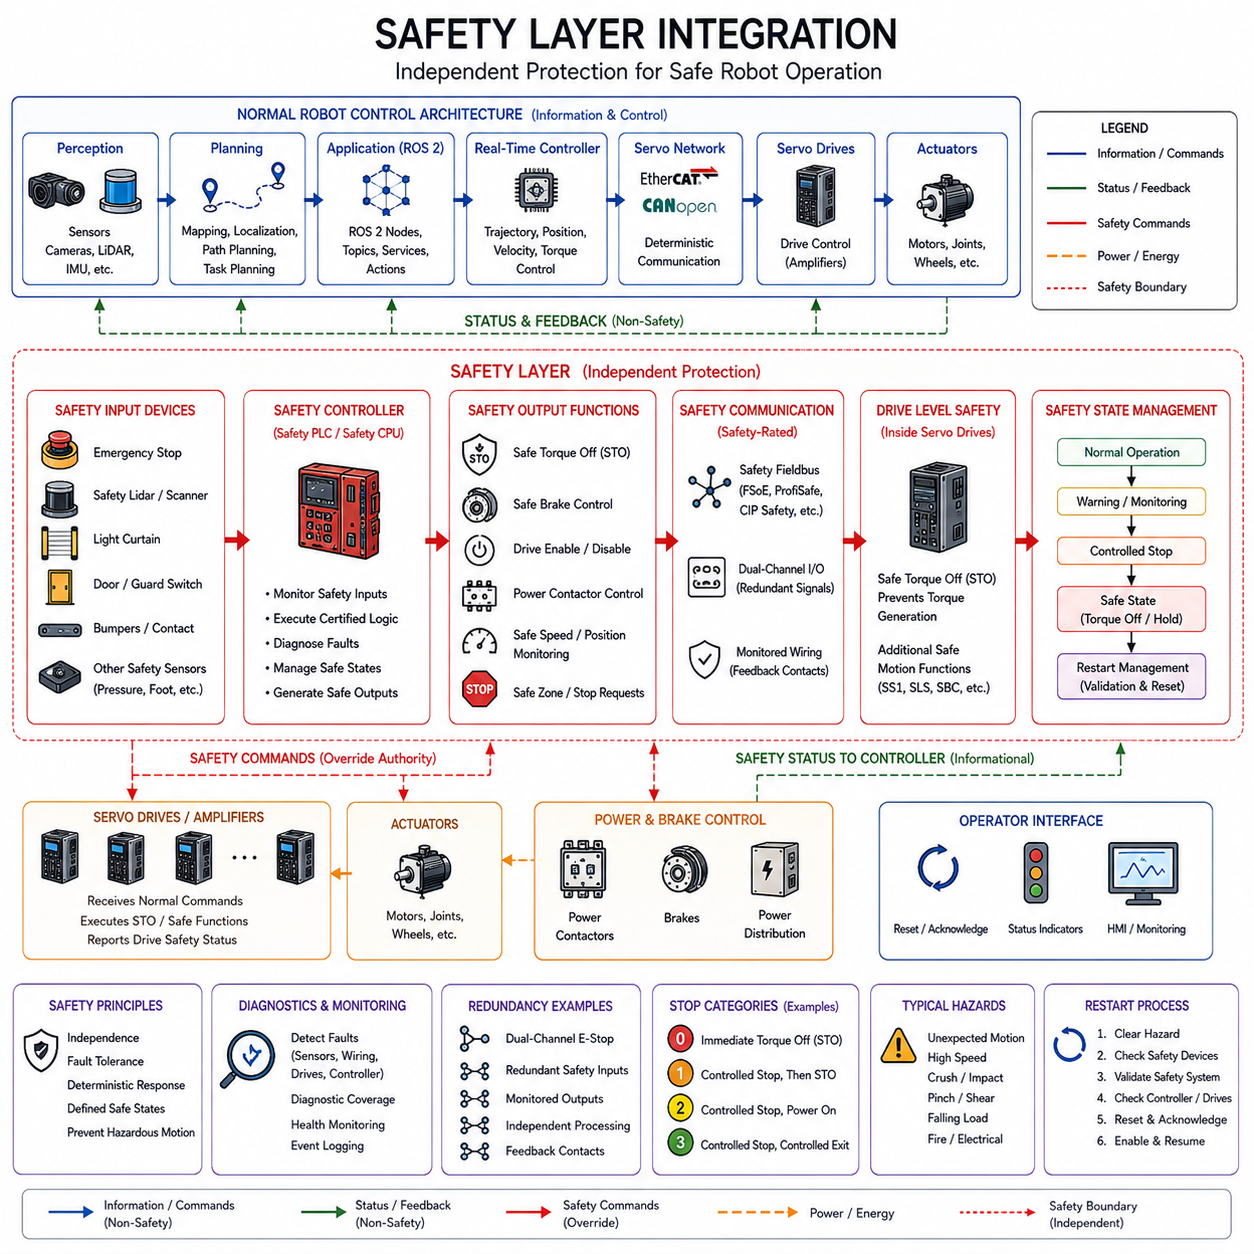 SAFETY LAYER INTEGRATION
Independent Protection for Safe Robot Operation
NORMAL ROBOT CONTROL ARCHITECTURE (Information & Control)
Perception
Sensors
Cameras, LiDAR,
IMU, etc.
Planning
Mapping, Localization,
Path Planning,
Task Planning
Application (ROS 2)
ROS 2 Nodes,
Topics, Services,
Actions
Real-Time Controller
Trajectory, Position,
Velocity, Torque
Control
Servo Network
EtherCAT
CANopen
Deterministic
Communication
Servo Drives
Drive Control
(Amplifiers)
Actuators
Motors, Joints,
Wheels, etc.
LEGEND
Information / Commands
Status / Feedback
Safety Commands
Power / Energy
Safety Boundary
STATUS & FEEDBACK (Non-Safety)
SAFETY LAYER (Independent Protection)
SAFETY INPUT DEVICES
Emergency Stop
Safety Lidar / Scanner
Light Curtain
Door / Guard Switch
Bumpers / Contact
Other Safety Sensors
(Pressure, Foot, etc.)
SAFETY CONTROLLER
(Safety PLC / Safety CPU)
• Monitor Safety Inputs
• Execute Certified Logic
• Diagnose Faults
• Manage Safe States
• Generate Safe Outputs
SAFETY OUTPUT FUNCTIONS
STO
Safe Torque Off (STO)
Safe Brake Control
Drive Enable / Disable
Power Contactor Control
Safe Speed / Position
Monitoring
STOP
Safe Zone / Stop Requests
SAFETY COMMUNICATION
(Safety-Rated)
Safety Fieldbus
(FSoE, ProfiSafe,
CIP Safety, etc.)
Dual-Channel I/O
(Redundant Signals)
Monitored Wiring
(Feedback Contacts)
DRIVE LEVEL SAFETY
(Inside Servo Drives)
Safe Torque Off (STO)
Prevents Torque
Generation
Additional Safe
Motion Functions
(SS1, SLS, SBC, etc.)
SAFETY STATE MANAGEMENT
Normal Operation
Warning / Monitoring
Controlled Stop
Safe State
(Torque Off / Hold)
Restart Management
(Validation & Reset)
SAFETY COMMANDS (Override Authority)
SAFETY STATUS TO CONTROLLER (Informational)
SERVO DRIVES / AMPLIFIERS
...
Receives Normal Commands
Executes STO / Safe Functions
Reports Drive Safety Status
ACTUATORS
Motors, Joints,
Wheels, etc.
POWER & BRAKE CONTROL
Power
Contactors
Brakes
Power
Distribution
OPERATOR INTERFACE
Reset / Acknowledge
Status Indicators
HMI / Monitoring
SAFETY PRINCIPLES
Independence
Fault Tolerance
Deterministic Response
Defined Safe States
Prevent Hazardous Motion
DIAGNOSTICS & MONITORING
Detect Faults
(Sensors, Wiring,
Drives, Controller)
Diagnostic Coverage
Health Monitoring
Event Logging
REDUNDANCY EXAMPLES
Dual-Channel E-Stop
Redundant Safety Inputs
Monitored Outputs
Independent Processing
Feedback Contacts
STOP CATEGORIES (Examples)
0 Immediate Torque Off (STO)
1 Controlled Stop, Then STO
2 Controlled Stop, Power On
3 Controlled Stop, Controlled Exit
TYPICAL HAZARDS
Unexpected Motion
High Speed
Crush / Impact
Pinch / Shear
Falling Load
Fire / Electrical
RESTART PROCESS
1. Clear Hazard
2. Check Safety Devices
3. Validate Safety System
4. Check Controller / Drives
5. Reset & Acknowledge
6. Enable & Resume
Information / Commands
(Non-Safety)
Status / Feedback
(Non-Safety)
Safety Commands
(Override)
Power / Energy
Safety Boundary
(Independent)